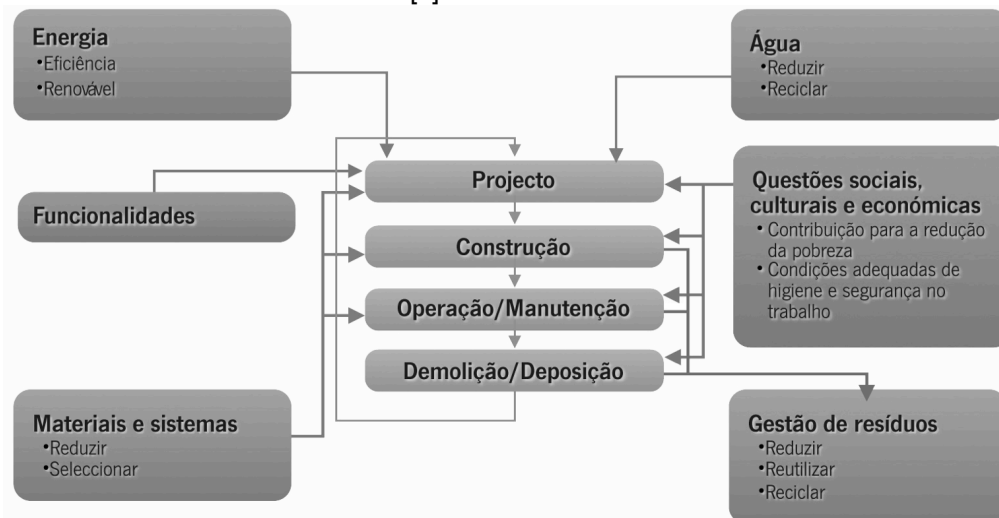 Energia
•Eficiência
•Renovável
Água
•Reduzir
•Reciclar
Projecto
Funcionalidades
Construção
Operação/Manutenção
Demolição/Deposição
Questões sociais,
culturais e económicas
• Contribuição para a redução
da pobreza
• Condições adequadas de
higiene e segurança no
trabalho
Materiais e sistemas
•Reduzir
•Seleccionar
Gestão de resíduos
•Reduzir
•Reutilizar
•Reciclar